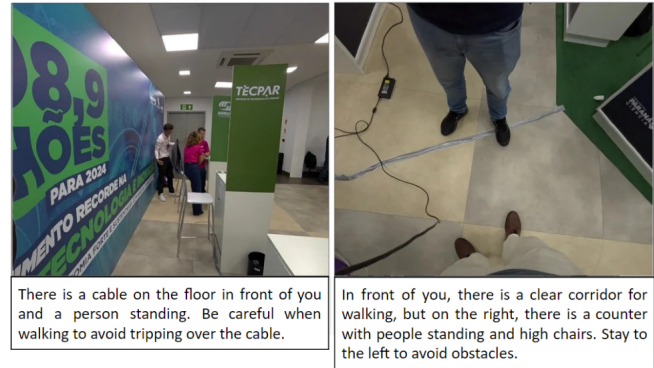 8,9
HÕES
PARA 2024
IMENTO RECORDE NA
TECNOLOGIA E
TECPAR
There is a cable on the floor in front of you
and a person standing. Be careful when
walking to avoid tripping over the cable.
In front of you, there is a clear corridor for
walking, but on the right, there is a counter
with people standing and high chairs. Stay to
the left to avoid obstacles.